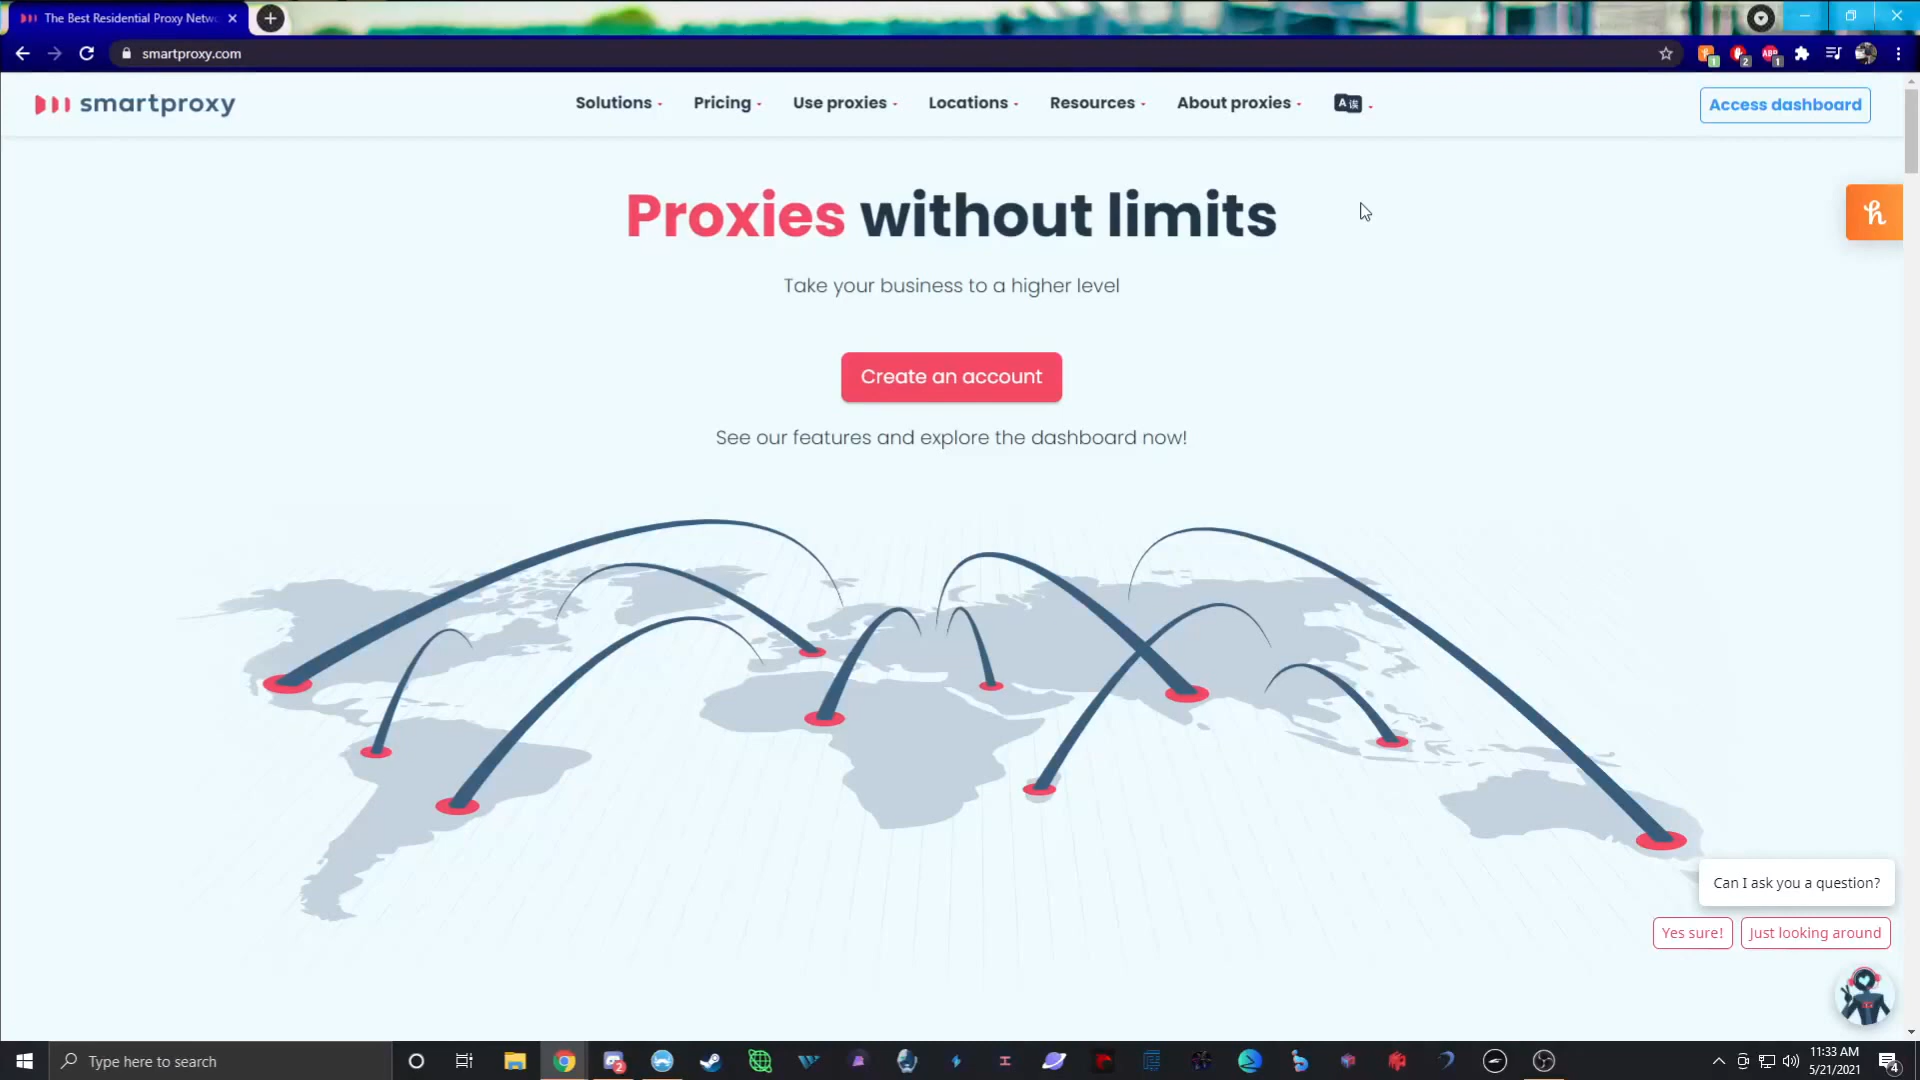 The Best Residential Proxy Netw
smartproxy.com
smartproxy
Solutions
Pricing
Use proxies
Locations
Resources
About proxies
Access dashboard
Proxies without limits
Take your business to a higher level
Create an account
See our features and explore the dashboard now!
Can I ask you a question?
Yes sure!
Just looking around
Type here to search
11:33 AM
5/21/2021